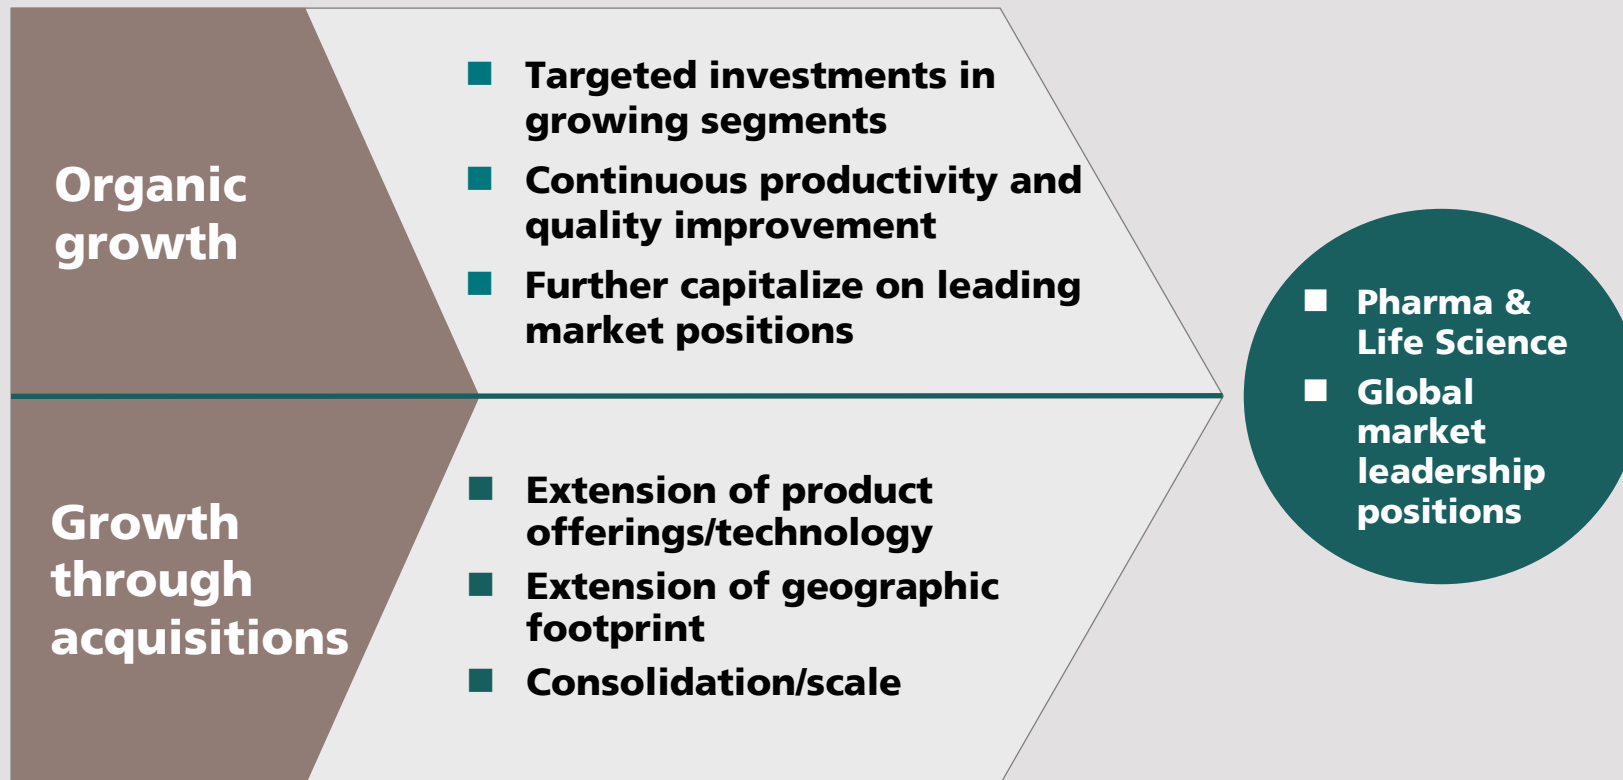 Organic
growth
Targeted investments in
growing segments
Continuous productivity and
quality improvement
Further capitalize on leading
market positions
Growth
through
acquisitions
Extension of product
offerings/technology
Extension of geographic
footprint
Consolidation/scale
Pharma &
Life Science
Global
market
leadership
positions